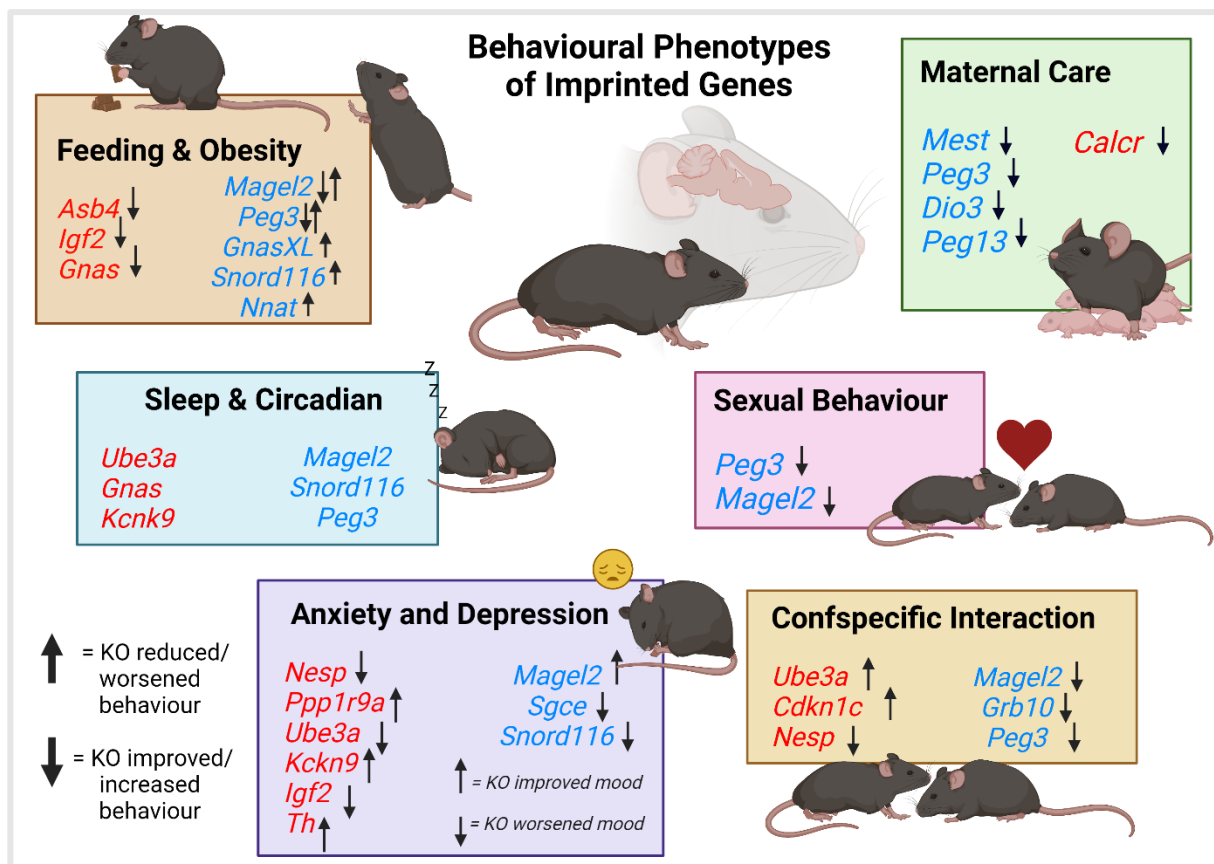 Behavioural Phenotypes
of Imprinted Genes
Feeding & Obesity
Asb4 ↓
Igf2 ↓
Gnas ↓
Magel2 ↓↑
Peg3 ↓↑
GnasXL ↑
Snord116 ↑
Nnat ↑
Maternal Care
Mest ↓
Peg3 ↓
Dio3 ↓
Peg13 ↓
Calcr ↓
Sleep & Circadian
z
z
z
Ube3a
Gnas
Kcnk9
Magel2
Snord116
Peg3
Sexual Behaviour
Peg3 ↓
Magel2 ↓
↑ = KO reduced/
worsened
behaviour
↓ = KO improved/
increased
behaviour
Anxiety and Depression
Nesp ↓
Ppp1r9a ↑
Ube3a ↓
Kckn9 ↑
Igf2 ↓
Th ↑
Magel2 ↑
Sgce ↓
Snord116 ↓
↑ = KO improved mood
↓ = KO worsened mood
Confspecific Interaction
Ube3a ↑
Cdkn1c ↑
Nesp ↓
Magel2 ↓
Grb10 ↓
Peg3 ↓